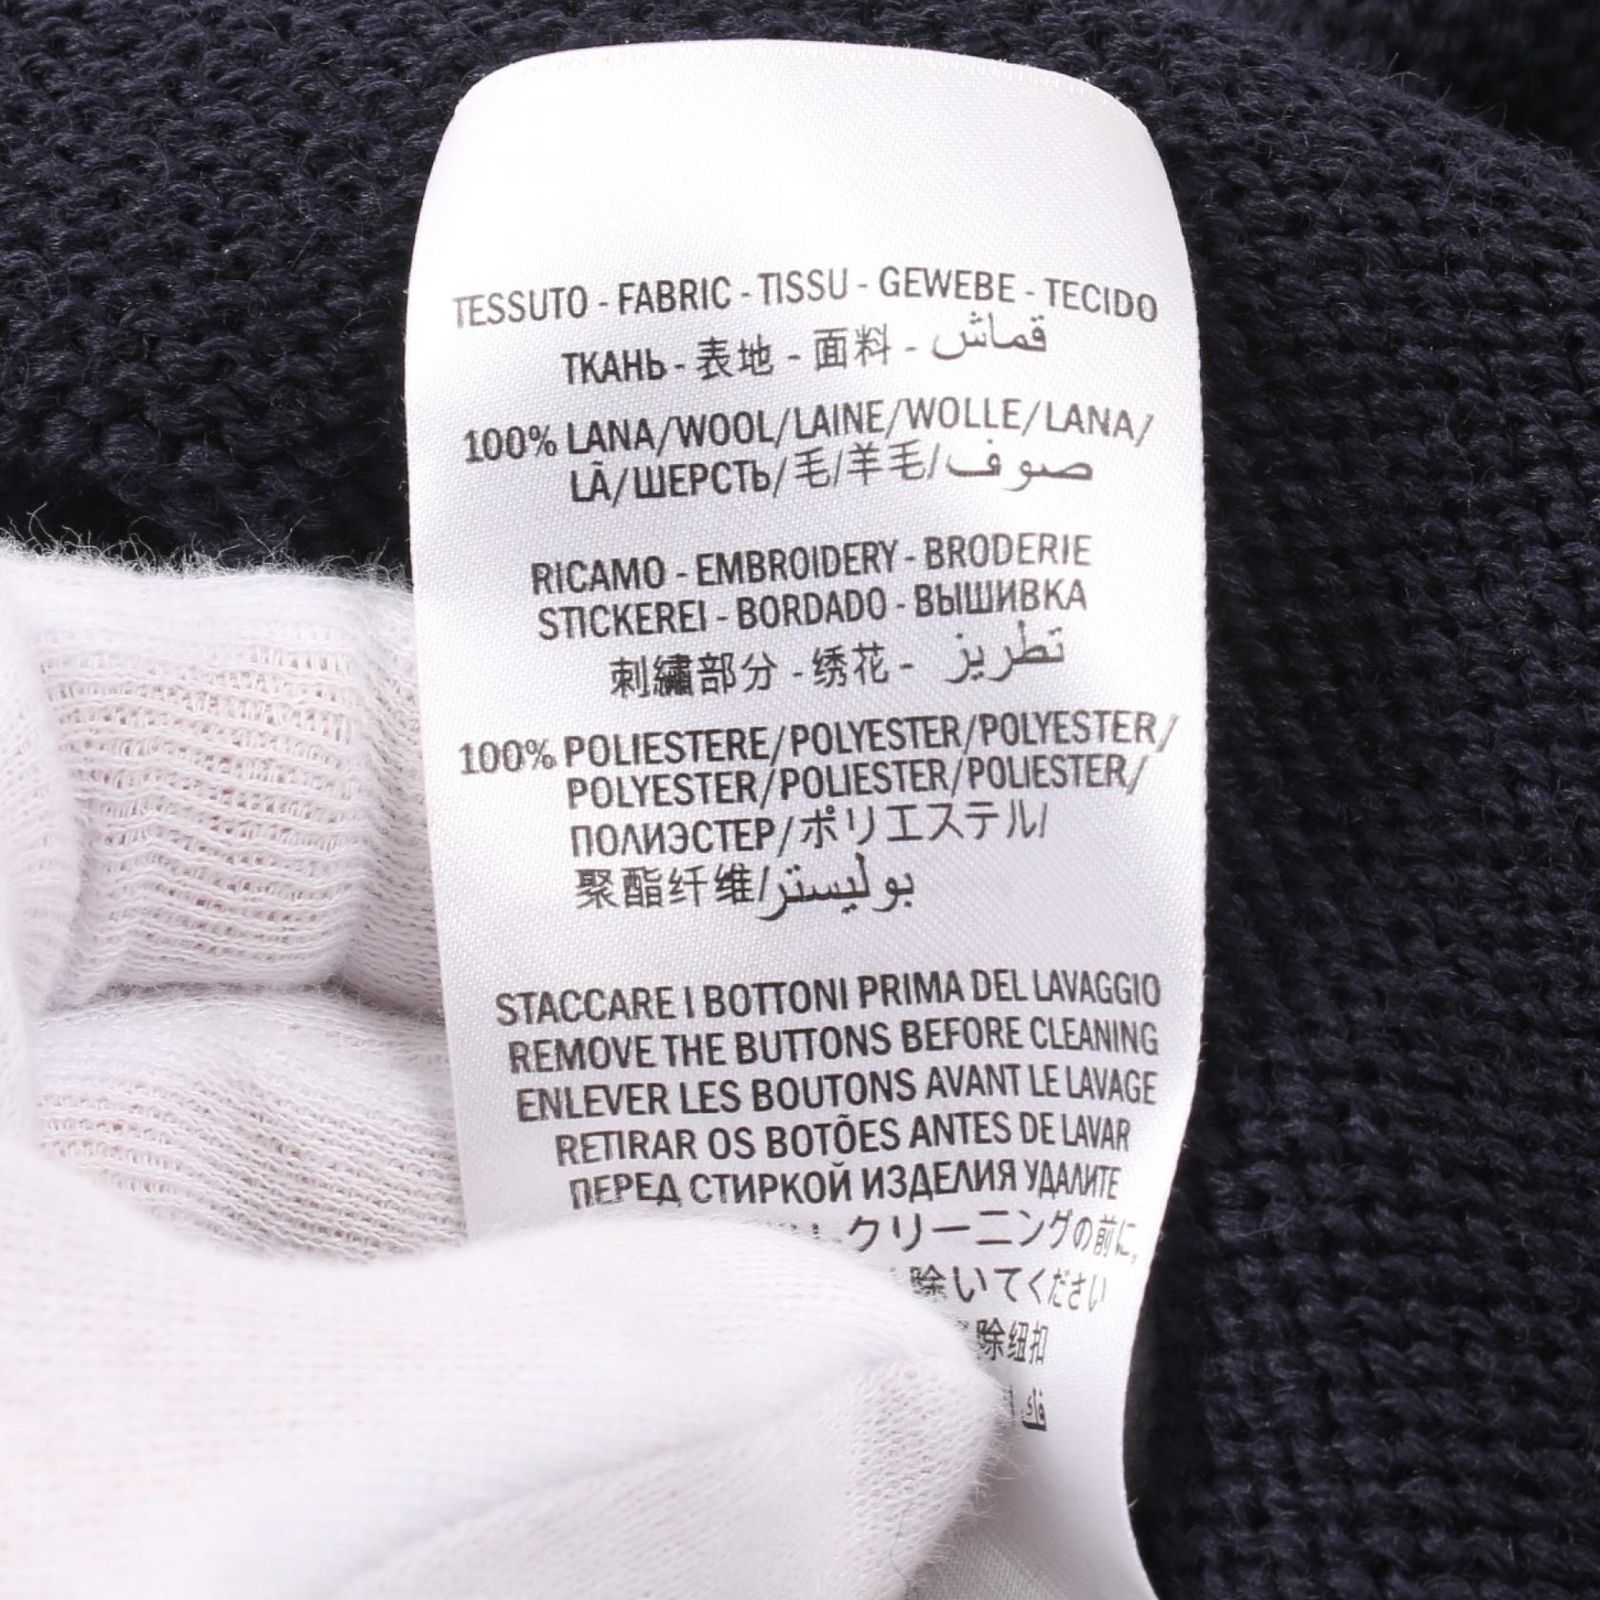 TESSUTO - FABRIC - TISSU - GEWEBE - TECIDO
ТКАНЬ - 表地 - 面料 - قماش
100% LANA/WOOL/LAINE/WOLLE/LANA/
LÃ/ШЕРСТЬ/毛/羊毛/صوف
RICAMO - EMBROIDERY - BRODERIE
STICKEREI - BORDADO - ВЫШИВКА
刺繍部分 - 绣花 - تطريز
100% POLIESTERE/POLYESTER/POLYESTER/
POLYESTER/POLIESTER/POLIESTER/
ПОЛИЭСТЕР/ポリエステル/
聚酯纤维/بوليستر
STACCARE I BOTTONI PRIMA DEL LAVAGGIO
REMOVE THE BUTTONS BEFORE CLEANING
ENLEVER LES BOUTONS AVANT LE LAVAGE
RETIRAR OS BOTÕES ANTES DE LAVAR
ПЕРЕД СТИРКОЙ ИЗДЕЛИЯ УДАЛИТЕ
クリーニングの前に,
除いてください
除纽扣